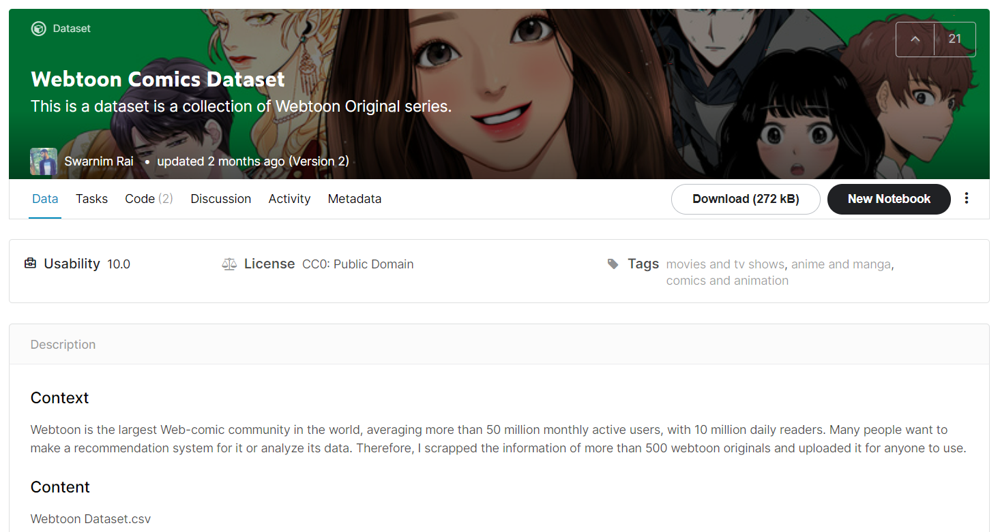 Dataset
21
Webtoon Comics Dataset
This is a dataset is a collection of Webtoon Original series.
Swarnim Rai • updated 2 months ago (Version 2)
Data Tasks Code (2) Discussion Activity Metadata Download (272 kB) New Notebook
Usability 10.0 License CC0: Public Domain Tags movies and tv shows, anime and manga,
comics and animation
Description
Context
Webtoon is the largest Web-comic community in the world, averaging more than 50 million monthly active users, with 10 million daily readers. Many people want to
make a recommendation system for it or analyze its data. Therefore, I scrapped the information of more than 500 webtoon originals and uploaded it for anyone to use.
Content
Webtoon Dataset.csv